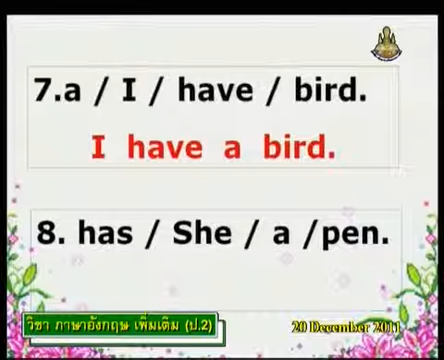 7.a / I / have / bird.
I have a bird.
8. has / She / a /pen.
วิชา ภาษาอังกฤษ เพิ่มเติม (ป.2)
20 December 2011